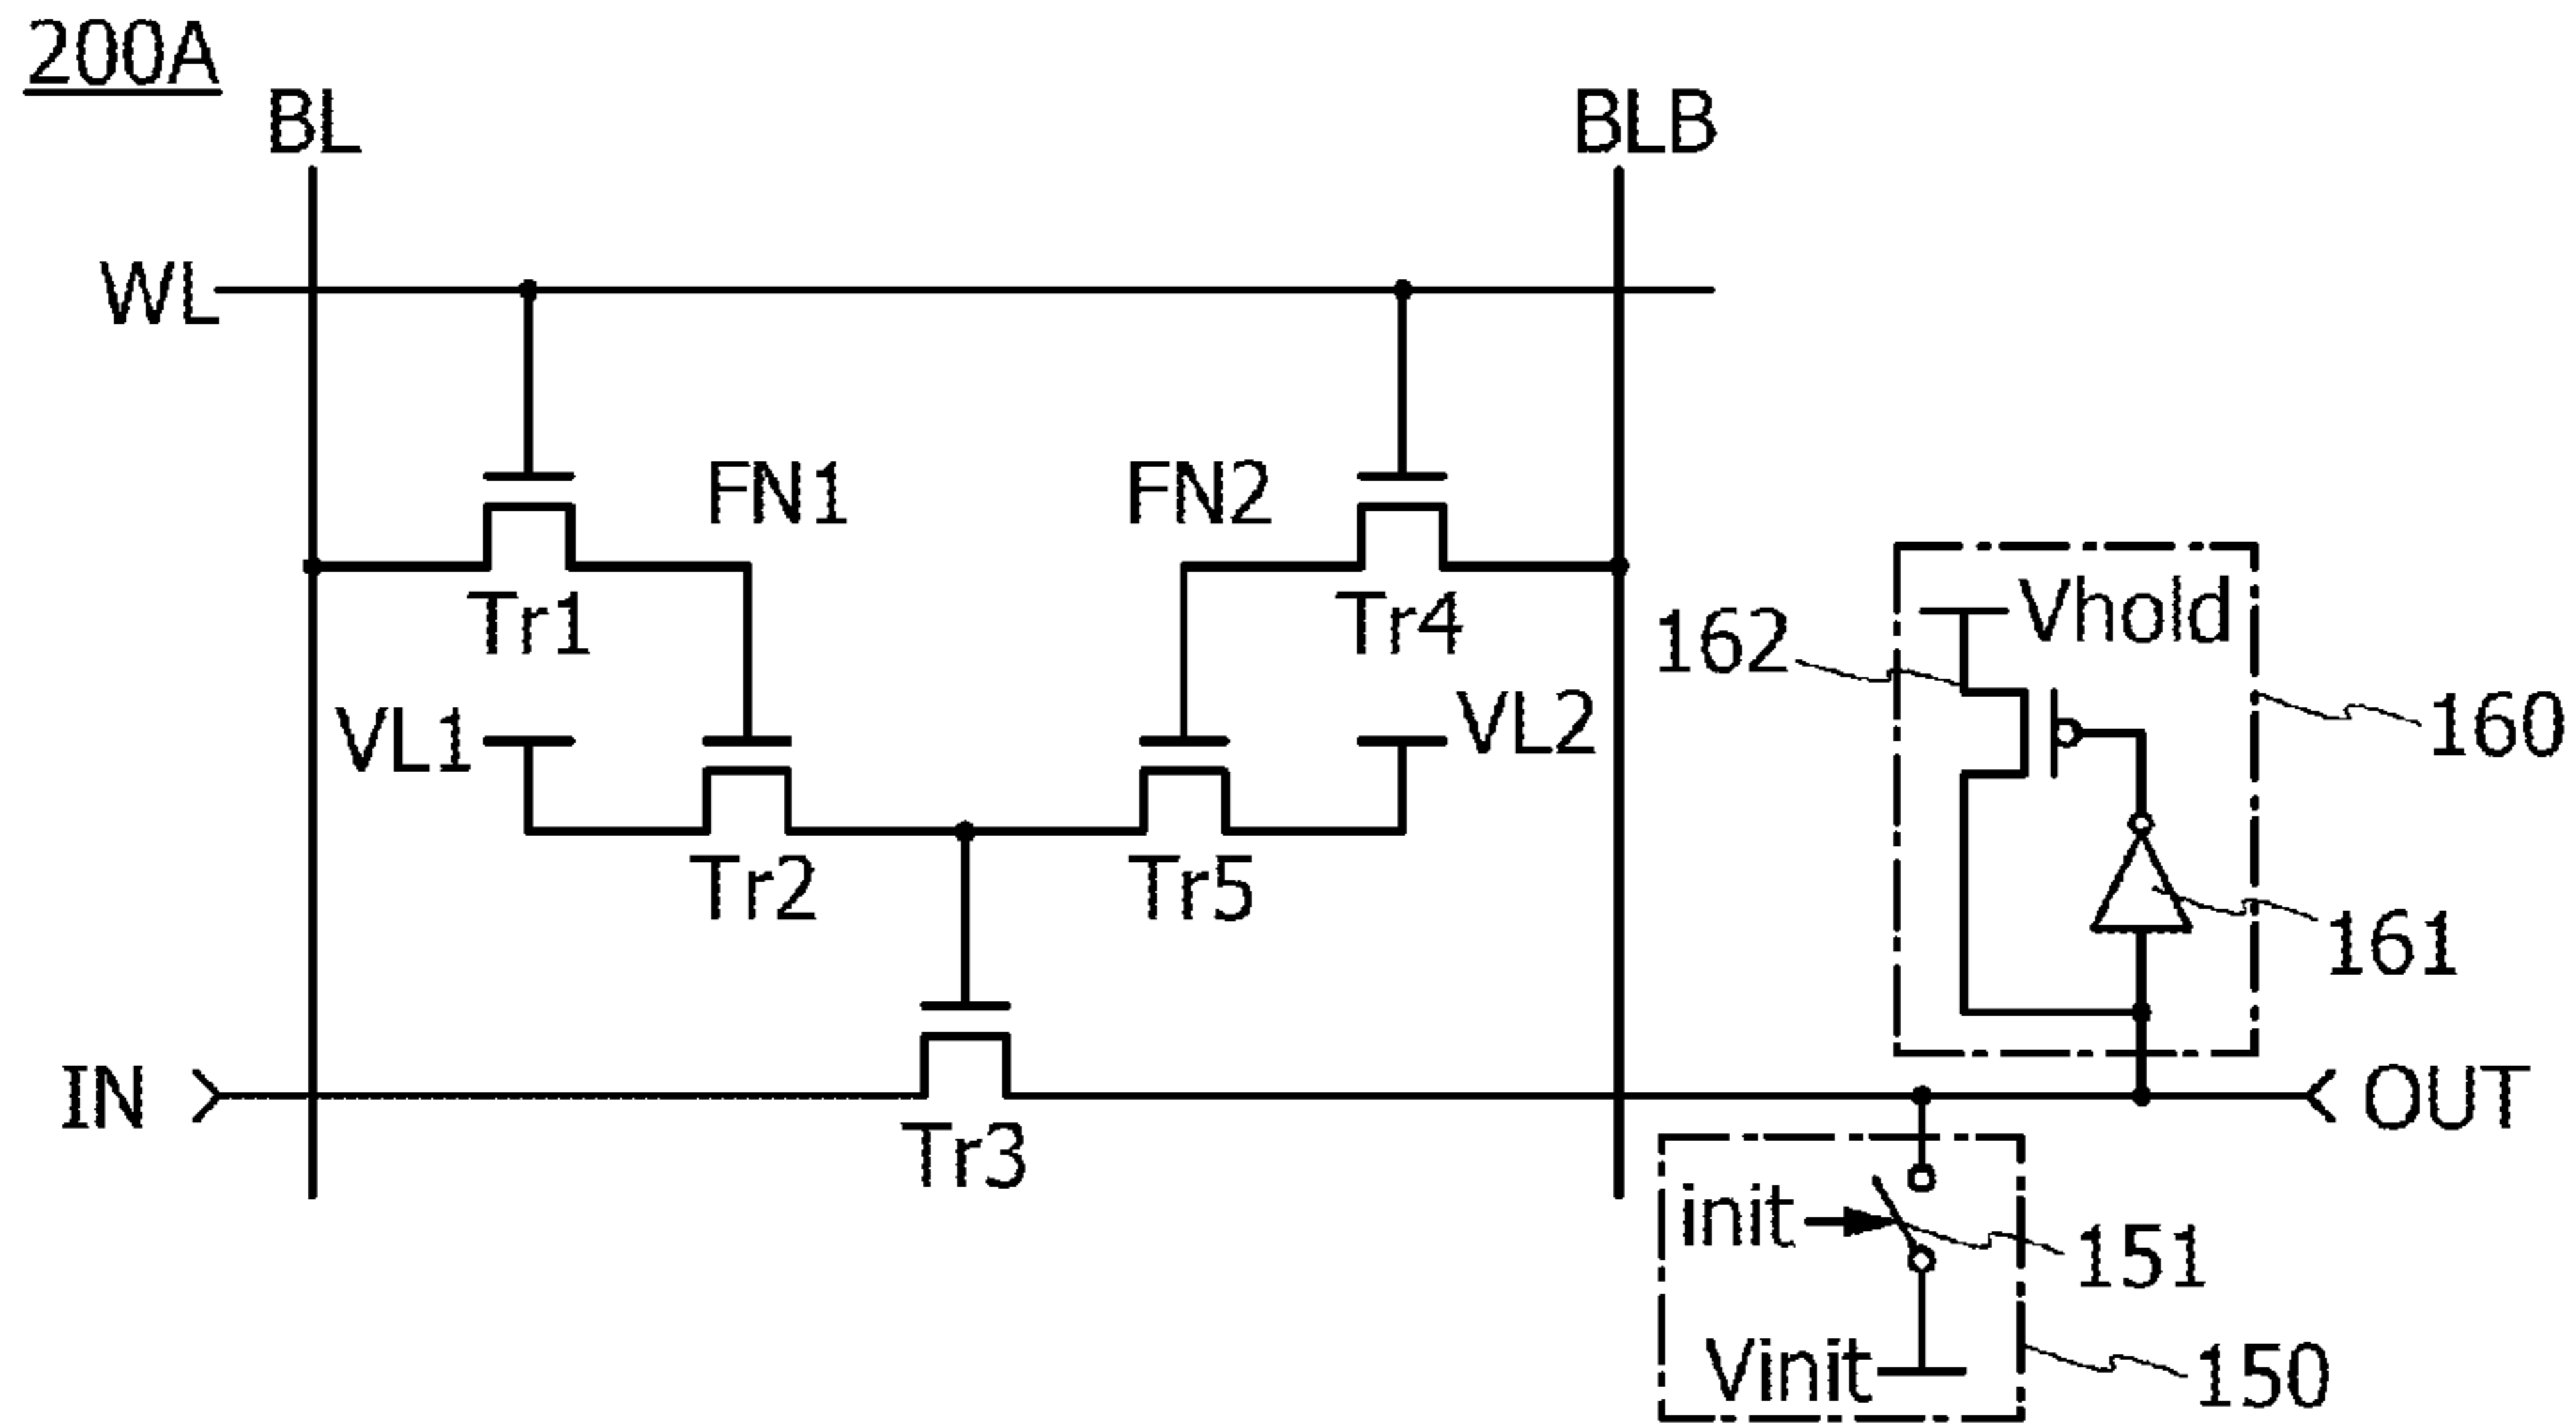 200A
BL
BLB
WL
FN1
FN2
Tr1
Tr4
Vhold
162
VL1
VL2
160
Tr2
Tr5
161
IN
OUT
Tr3
init
151
Vinit
150